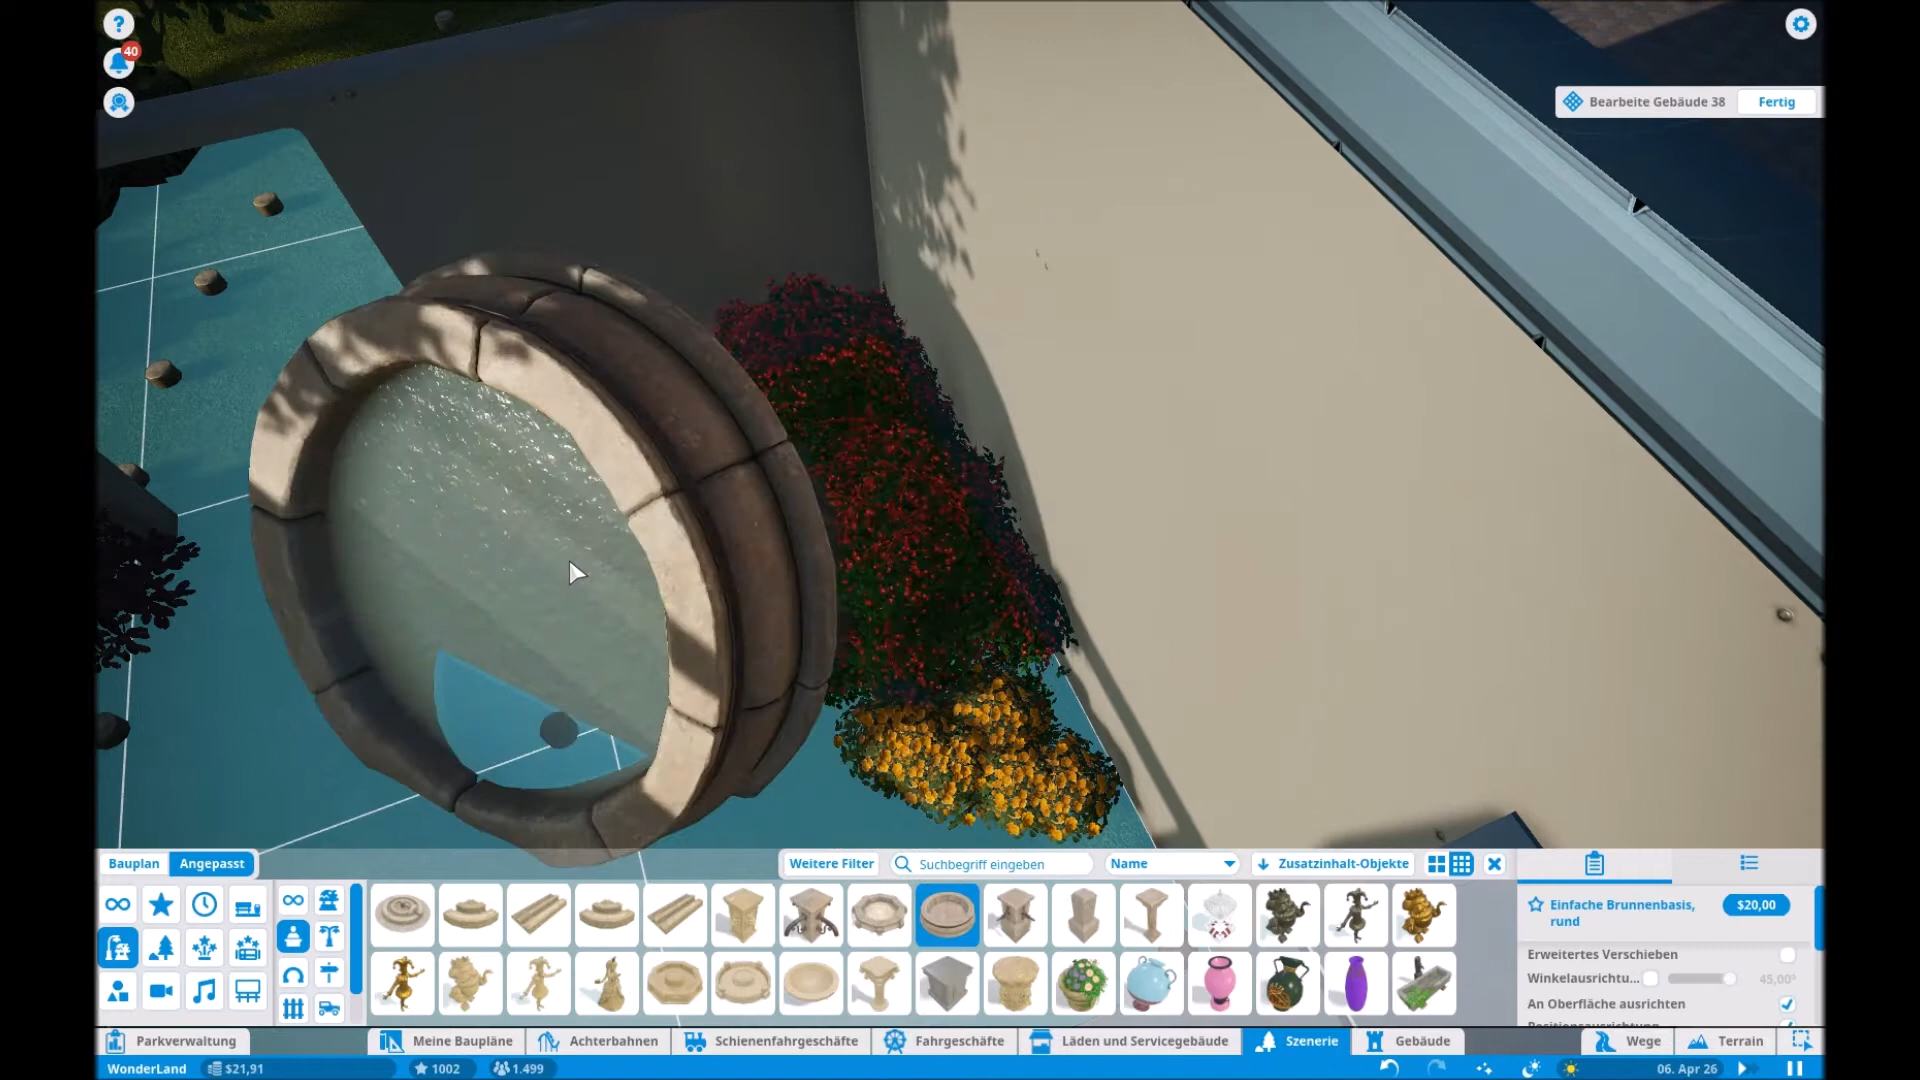 ?
40
Bearbeite Gebäude 38
Fertig
Bauplan
Angepasst
Weitere Filter
Suchbegriff eingeben
Name
Zusatzinhalt-Objekte
Einfache Brunnenbasis,
rund
$20,00
Erweitertes Verschieben
Winkelausrichtu...
45,00°
An Oberfläche ausrichten
Parkverwaltung
Meine Baupläne
Achterbahnen
Schienenfahrgeschäfte
Fahrgeschäfte
Läden und Servicegebäude
Szenerie
Gebäude
Wege
Terrain
WonderLand
$21,91
1002
1.499
06. Apr 26